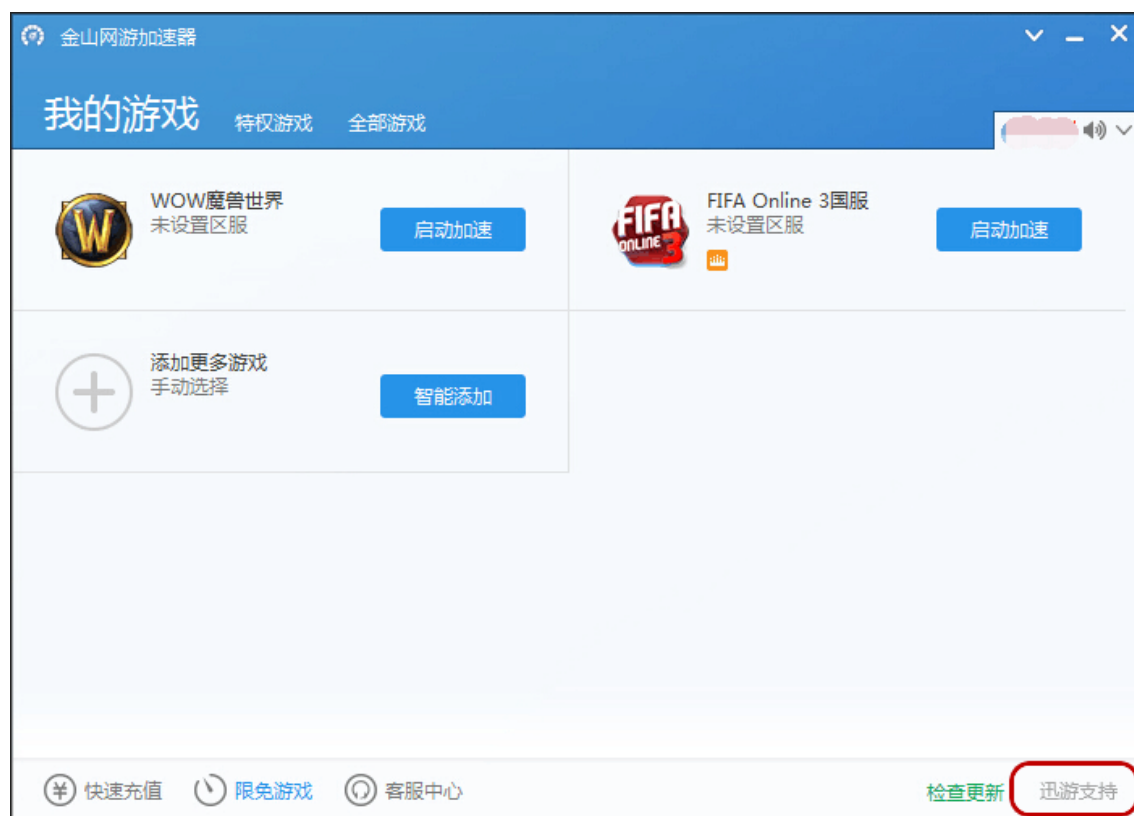 金山网游加速器
我的游戏 特权游戏 全部游戏
WOW魔兽世界
未设置区服
启动加速
FIFA Online 3国服
未设置区服
启动加速
W
FIFA
ONLINE 3
添加更多游戏
手动选择
智能添加
¥ 快速充值 限免游戏 客服中心 检查更新 迅游支持